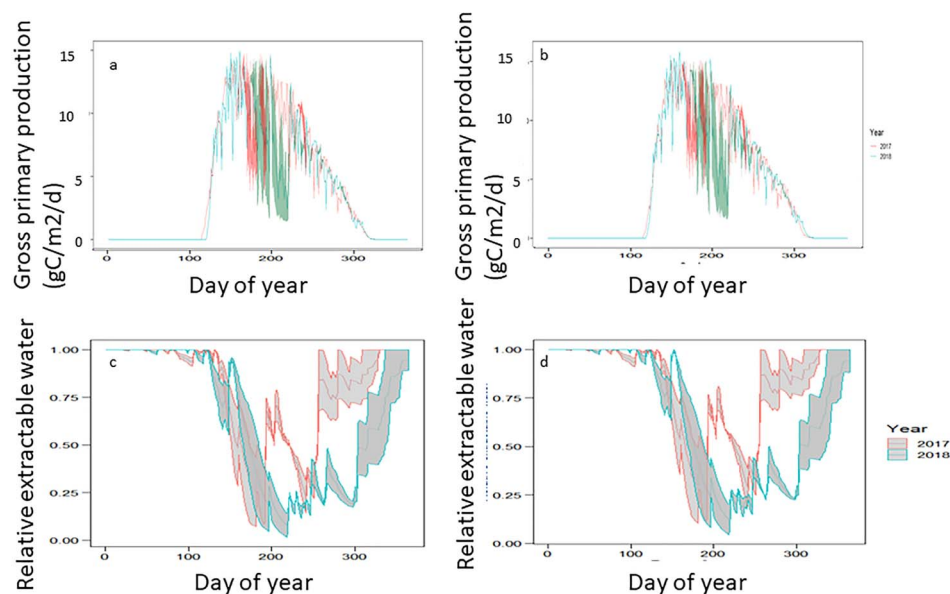 Gross primary production
(gC/m2/d)
15
10
5
0
a
0
100
200
300
Day of year
Gross primary production
(gC/m2/d)
15
10
5
0
b
0
100
200
300
Day of year
Year
2017
2018
Relative extractable water
1.00
0.75
0.50
0.25
0.00
c
0
100
200
300
Day of year
Relative extractable water
1.00
0.75
0.50
0.25
0.00
d
0
100
200
300
Day of year
Year
2017
2018